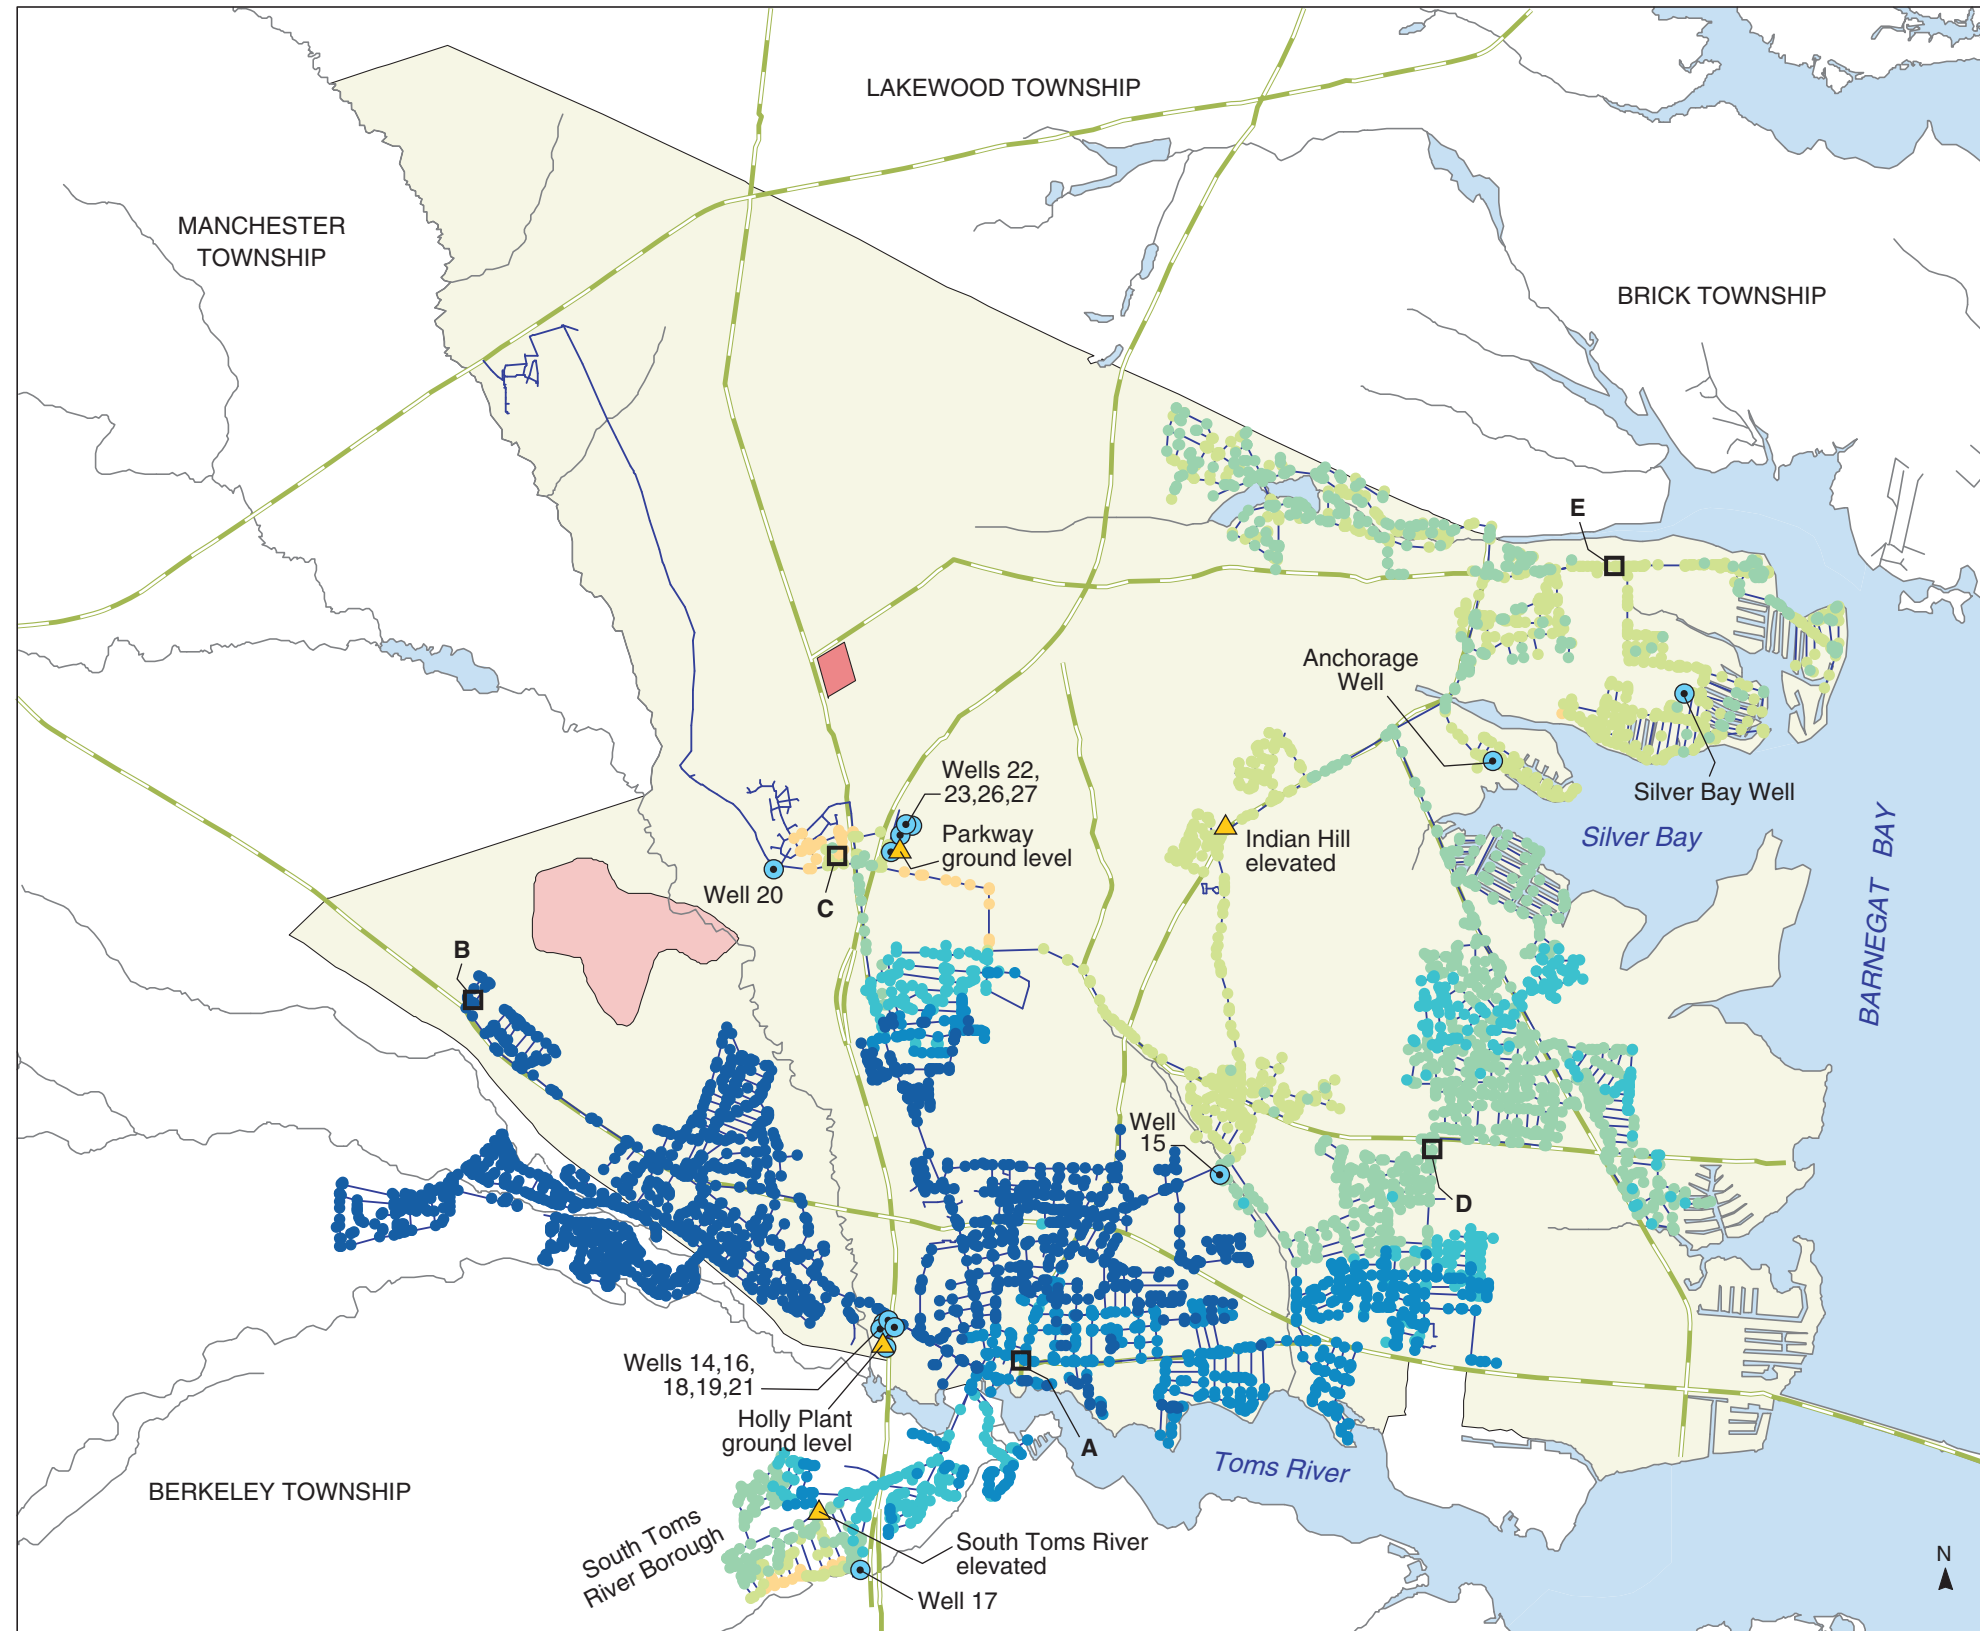 LAKEWOOD TOWNSHIP
MANCHESTER
TOWNSHIP
BRICK TOWNSHIP
E
Anchorage
Well
Wells 22,
23,26,27
Silver Bay Well
Parkway
ground level
Indian Hill
elevated
Silver Bay
BARNEGAT BAY
Well 20
C
B
Well
15
D
Wells 14,16,
18,19,21
Holly Plant
ground level
A
Toms River
BERKELEY TOWNSHIP
South Toms
River Borough
South Toms River
elevated
Well 17
N